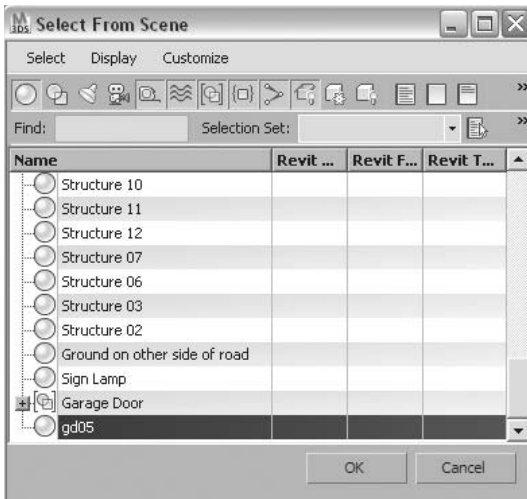 3DS Select From Scene
Select Display Customize
Find: Selection Set:
Name Revit ... Revit F... Revit T...
Structure 10
Structure 11
Structure 12
Structure 07
Structure 06
Structure 03
Structure 02
Ground on other side of road
Sign Lamp
Garage Door
gd05
OK Cancel